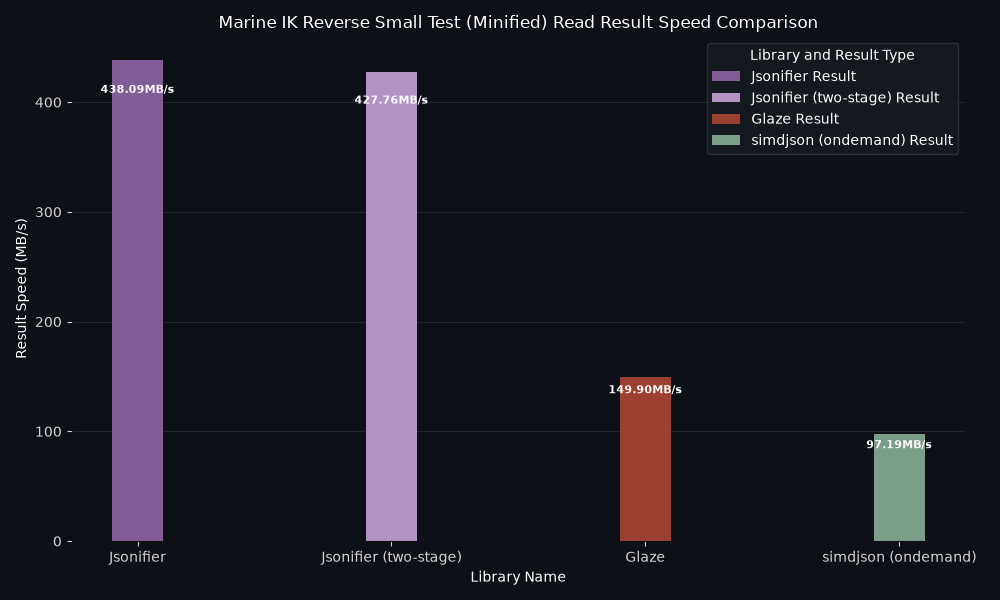 Marine IK Reverse Small Test (Minified) Read Result Speed Comparison
Library and Result Type
Jsonifier Result
Jsonifier (two-stage) Result
Glaze Result
simdjson (ondemand) Result
438.09MB/s
427.76MB/s
149.90MB/s
97.19MB/s
Result Speed (MB/s)
400
300
200
100
0
Jsonifier
Jsonifier (two-stage)
Glaze
simdjson (ondemand)
Library Name